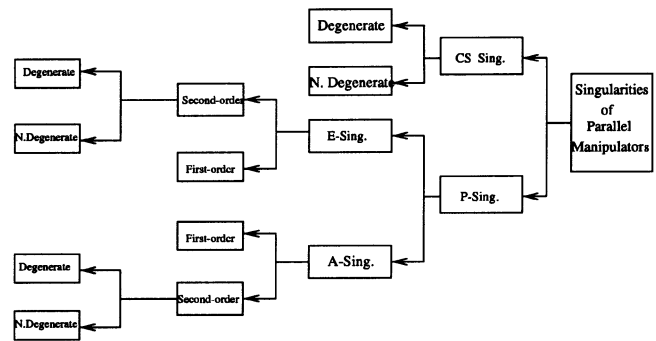 Degenerate
CS Sing.
Degenerate
N. Degenerate
Singularities
of
Parallel
Manipulators
Second-order
N.Degenerate
E-Sing.
First-order
P-Sing.
First-order
A-Sing.
Degenerate
Second-order
N.Degenerate